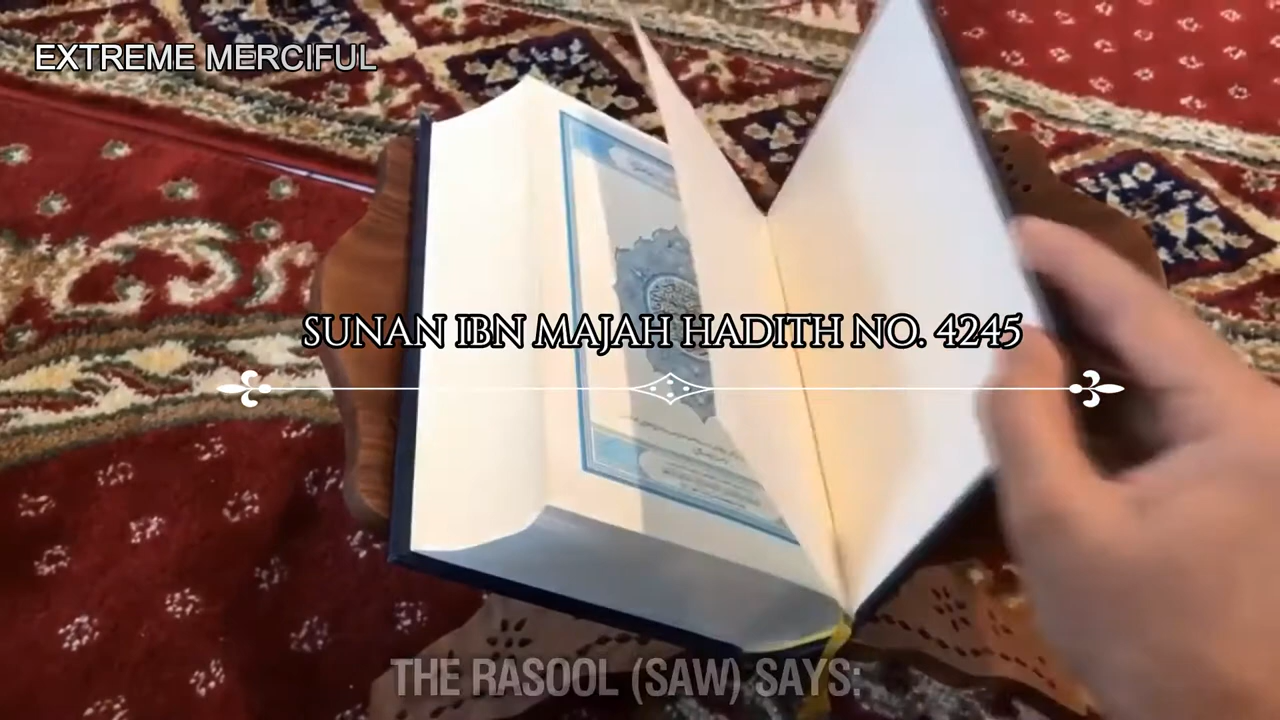 EXTREME MERCIFUL
SUNAN IBN MAJAH HADITH NO. 4245
THE RASOOL (SAW) SAYS: